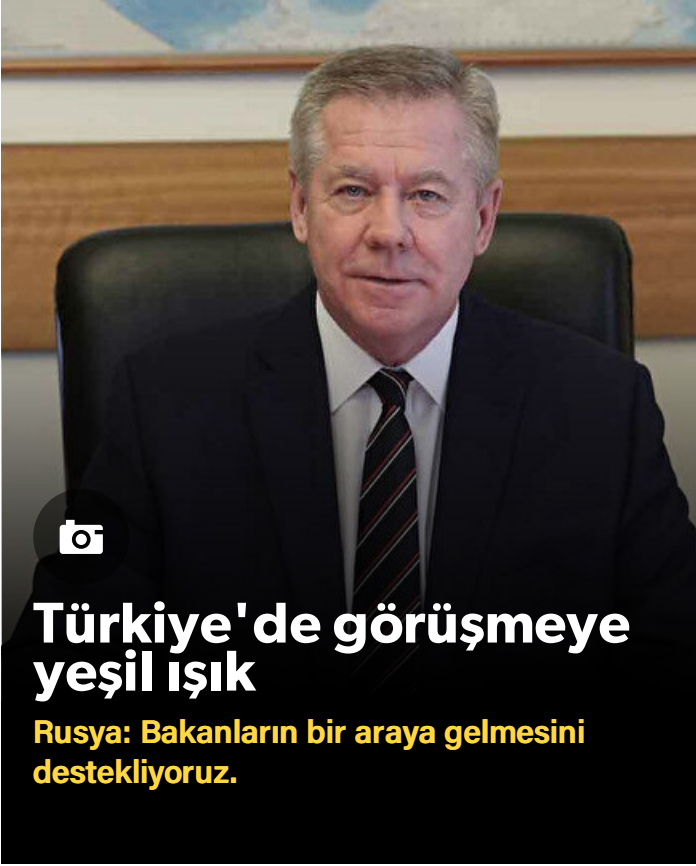 Türkiye'de görüşmeye
yeşil ışık
Rusya: Bakanların bir araya gelmesini
destekliyoruz.